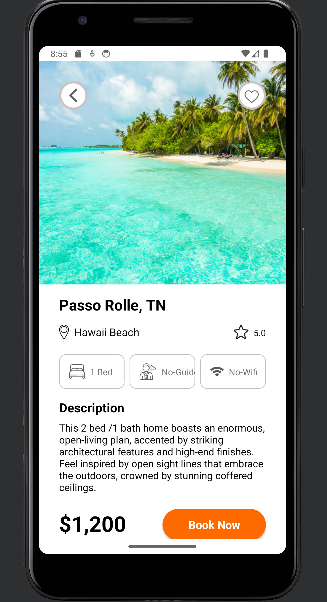 8:55
Passo Rolle, TN
Hawaii Beach
5.0
1 Bed
No-Guide
No-Wifi
Description
This 2 bed /1 bath home boasts an enormous,
open-living plan, accented by striking
architectural features and high-end finishes.
Feel inspired by open sight lines that embrace
the outdoors, crowned by stunning coffered
ceilings.
$1,200
Book Now